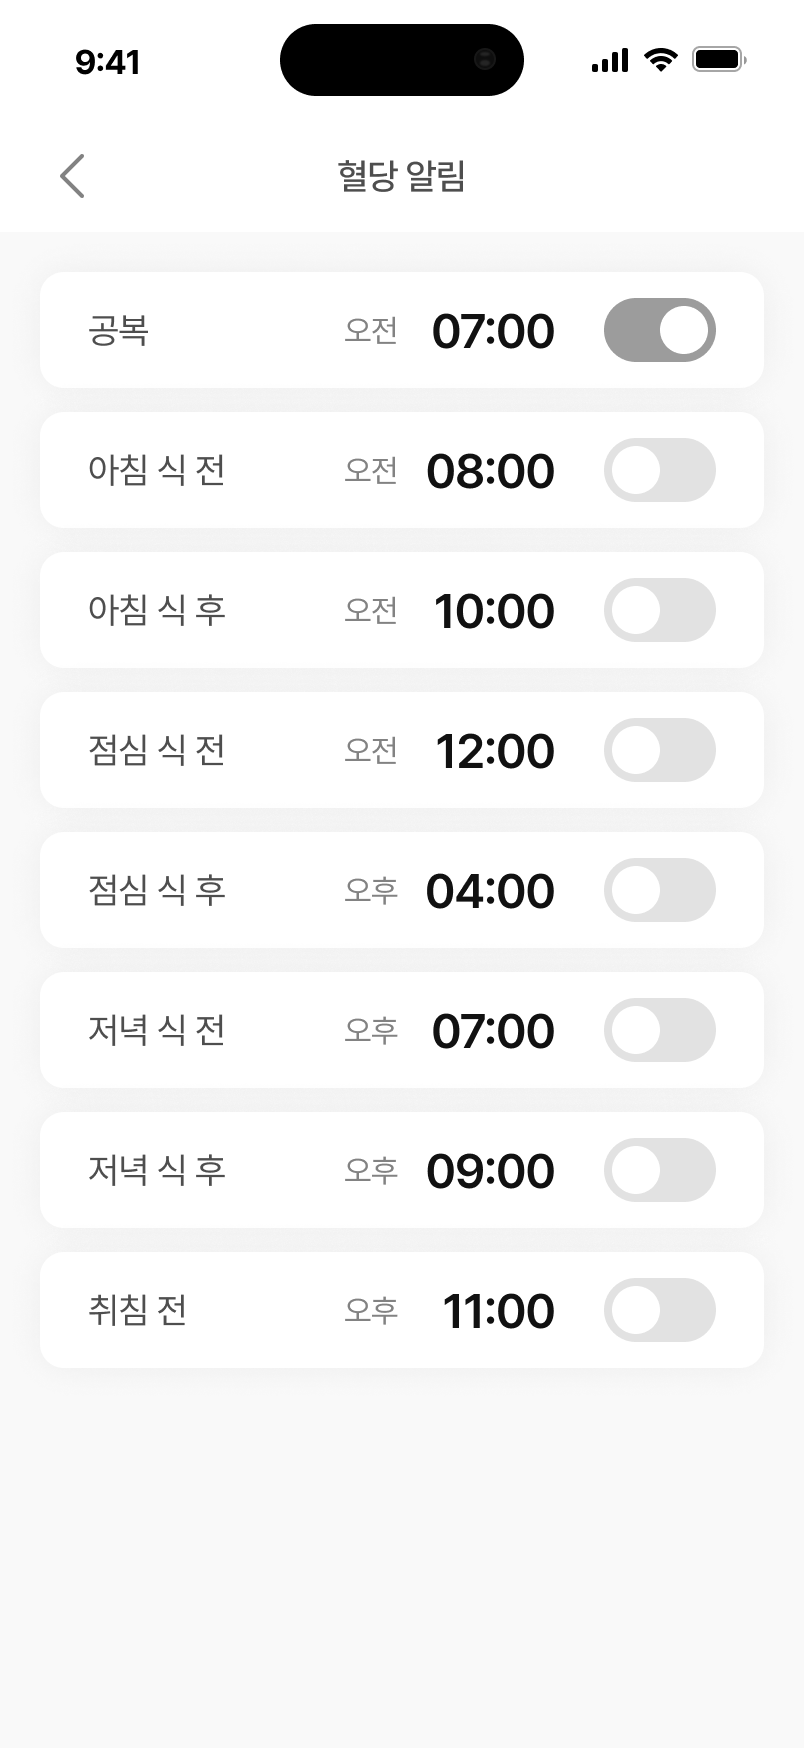 9:41
혈당 알림
공복 오전 07:00
아침 식 전 오전 08:00
아침 식 후 오전 10:00
점심 식 전 오전 12:00
점심 식 후 오후 04:00
저녁 식 전 오후 07:00
저녁 식 후 오후 09:00
취침 전 오후 11:00